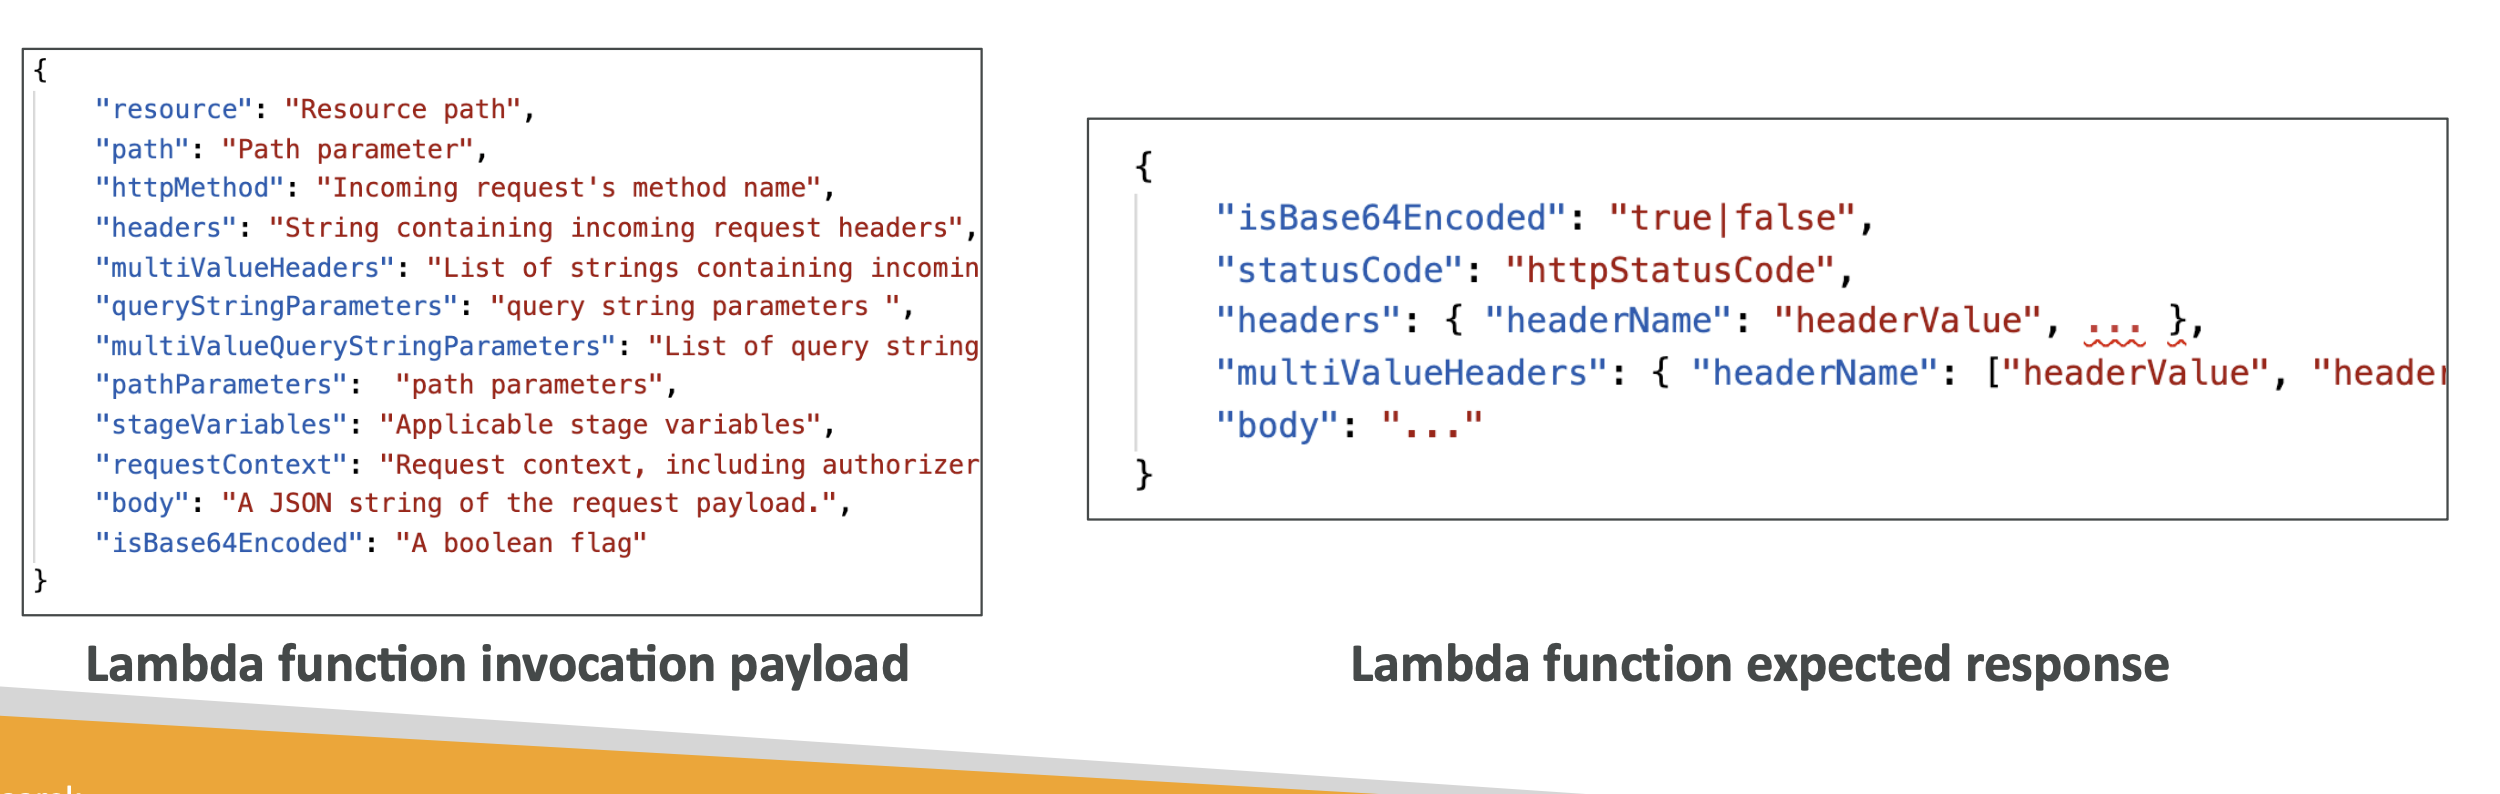 {
"resource": "Resource path",
"path": "Path parameter",
"httpMethod": "Incoming request's method name",
"headers": "String containing incoming request headers",
"multiValueHeaders": "List of strings containing incomin
"queryStringParameters": "query string parameters ",
"multiValueQueryStringParameters": "List of query string
"pathParameters":  "path parameters",
"stageVariables": "Applicable stage variables",
"requestContext": "Request context, including authorizer
"body": "A JSON string of the request payload.",
"isBase64Encoded": "A boolean flag"
}
Lambda function invocation payload
{
"isBase64Encoded": "true|false",
"statusCode": "httpStatusCode",
"headers": { "headerName": "headerValue", ... },
"multiValueHeaders": { "headerName": ["headerValue", "header
"body": "..."
}
Lambda function expected response